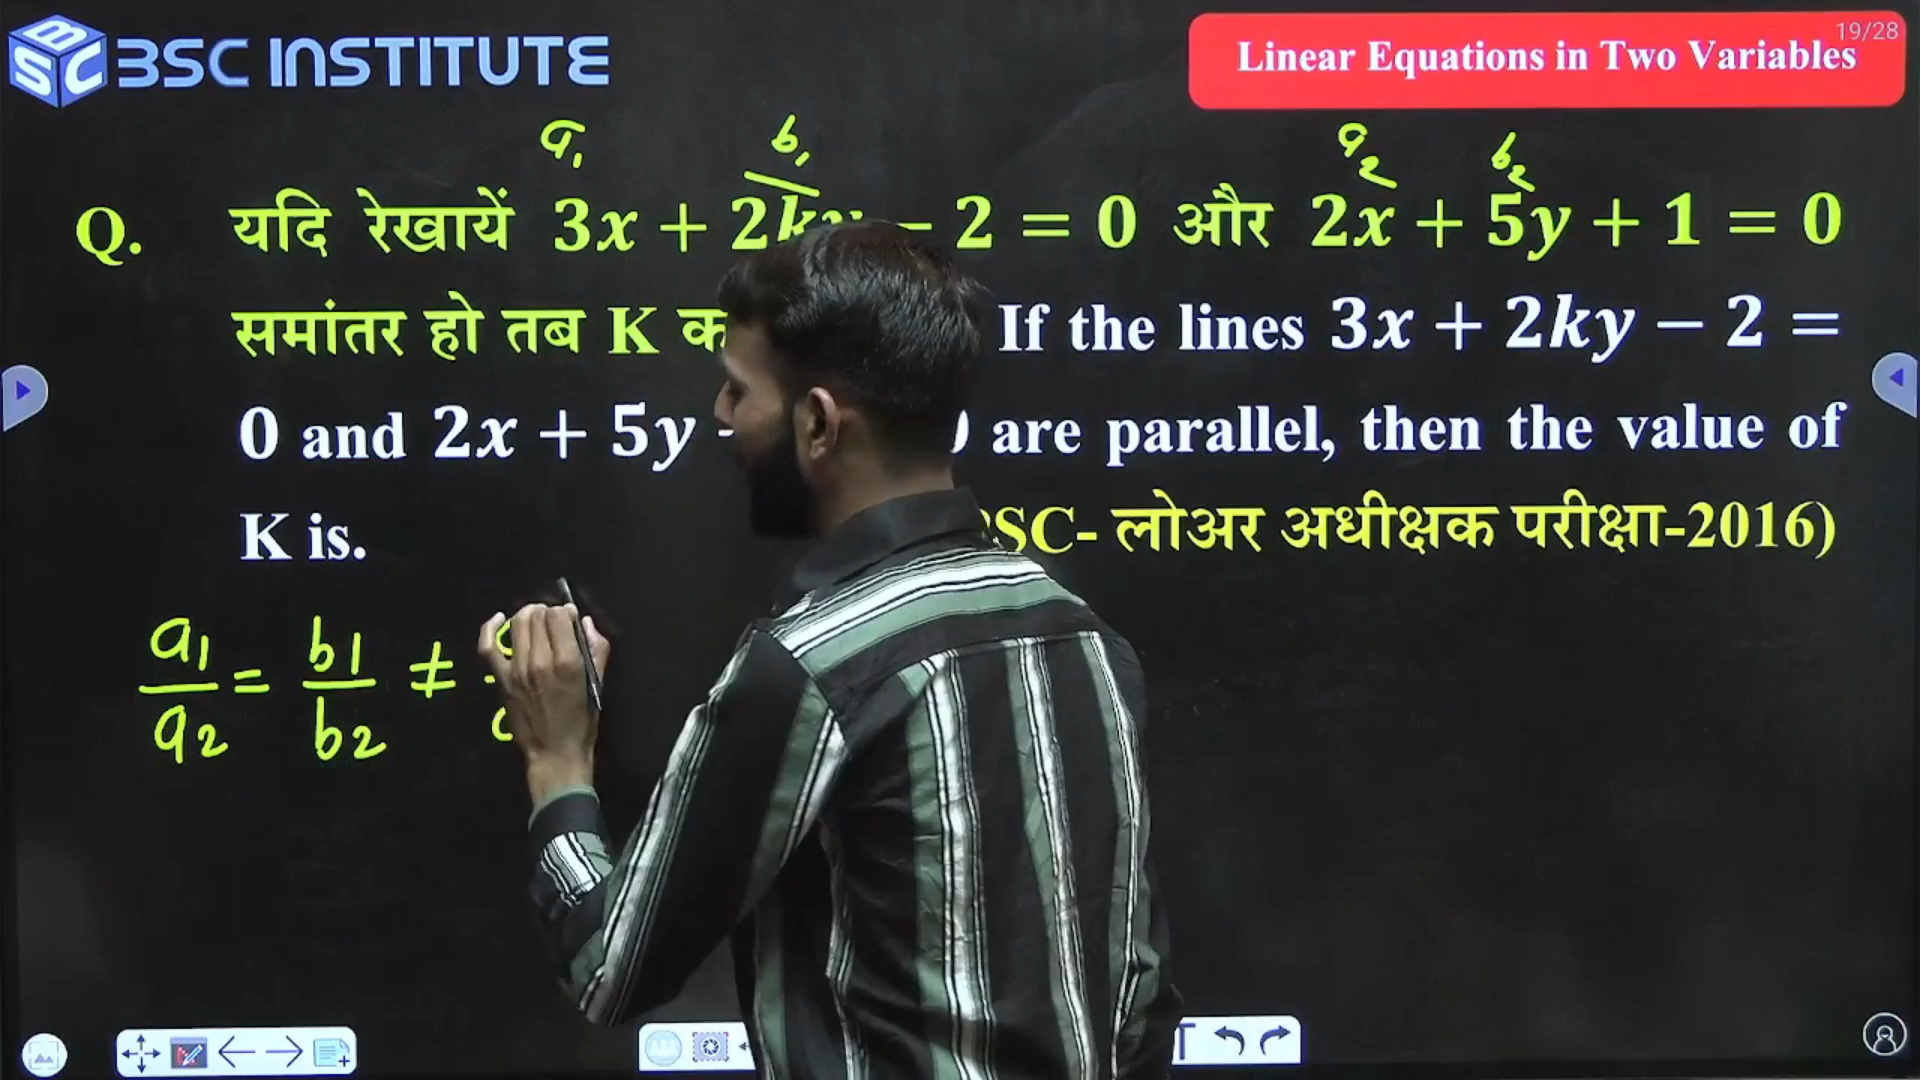 BSC INSTITUTE
19/28
Linear Equations in Two Variables
a₁ b₁ a₂ b₂
Q. यदि रेखायें 3x + 2ky − 2 = 0 और 2x + 5y + 1 = 0
समांतर हो तब K If the lines 3x + 2ky − 2 =
0 and 2x + 5y are parallel, then the value of
K is. लोअर अधीक्षक परीक्षा-2016)
a1/a2 = b1/b2 ≠